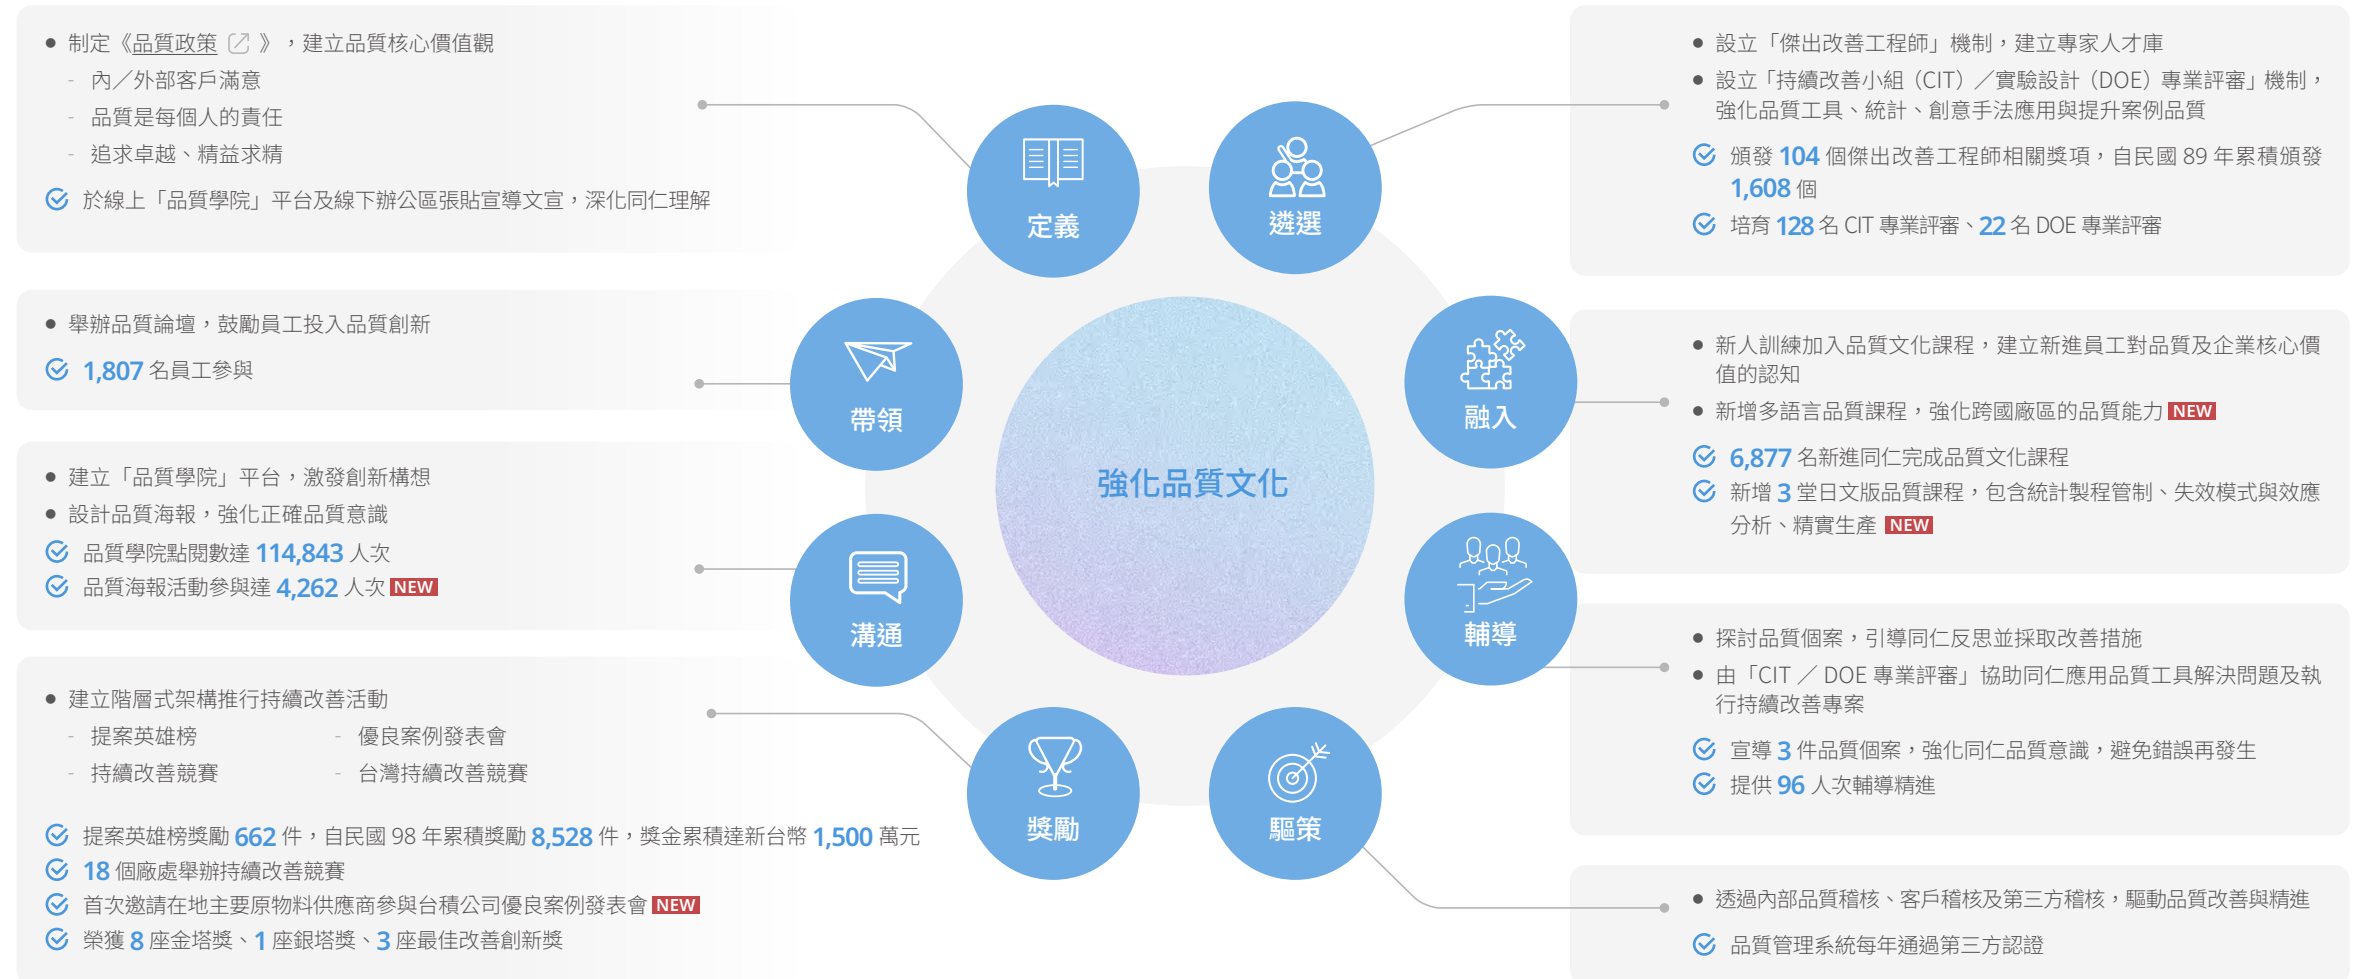 ● 制定《品質政策》，建立品質核心價值觀
- 內／外部客戶滿意
- 品質是每個人的責任
- 追求卓越、精益求精
於線上「品質學院」平台及線下辦公區張貼宣導文宣，深化同仁理解
定義
● 舉辦品質論壇，鼓勵員工投入品質創新
1,807 名員工參與
帶領
● 建立「品質學院」平台，激發創新構想
● 設計品質海報，強化正確品質意識
品質學院點閱數達 114,843 人次
品質海報活動參與達 4,262 人次 NEW
溝通
● 建立階層式架構推行持續改善活動
- 提案英雄榜 - 優良案例發表會
- 持續改善競賽 - 台灣持續改善競賽
提案英雄榜獎勵 662 件，自民國 98 年累積獎勵 8,528 件，獎金累積達新台幣 1,500 萬元
18 個廠處舉辦持續改善競賽
首次邀請在地主要原物料供應商參與台積公司優良案例發表會 NEW
榮獲 8 座金塔獎、1 座銀塔獎、3 座最佳改善創新獎
獎勵
強化品質文化
遴選
● 設立「傑出改善工程師」機制，建立專家人才庫
● 設立「持續改善小組（CIT）／實驗設計（DOE）專業評審」機制，
強化品質工具、統計、創意手法應用與提升案例品質
頒發 104 個傑出改善工程師相關獎項，自民國 89 年累積頒發
1,608 個
培育 128 名 CIT 專業評審、22 名 DOE 專業評審
融入
● 新人訓練加入品質文化課程，建立新進員工對品質及企業核心價
值的認知
● 新增多語言品質課程，強化跨國廠區的品質能力 NEW
6,877 名新進同仁完成品質文化課程
新增 3 堂日文版品質課程，包含統計製程管制、失效模式與效應
分析、精實生產 NEW
輔導
● 探討品質個案，引導同仁反思並採取改善措施
● 由「CIT ／ DOE 專業評審」協助同仁應用品質工具解決問題及執
行持續改善專案
宣導 3 件品質個案，強化同仁品質意識，避免錯誤再發生
提供 96 人次輔導精進
驅策
● 透過內部品質稽核、客戶稽核及第三方稽核，驅動品質改善與精進
品質管理系統每年通過第三方認證